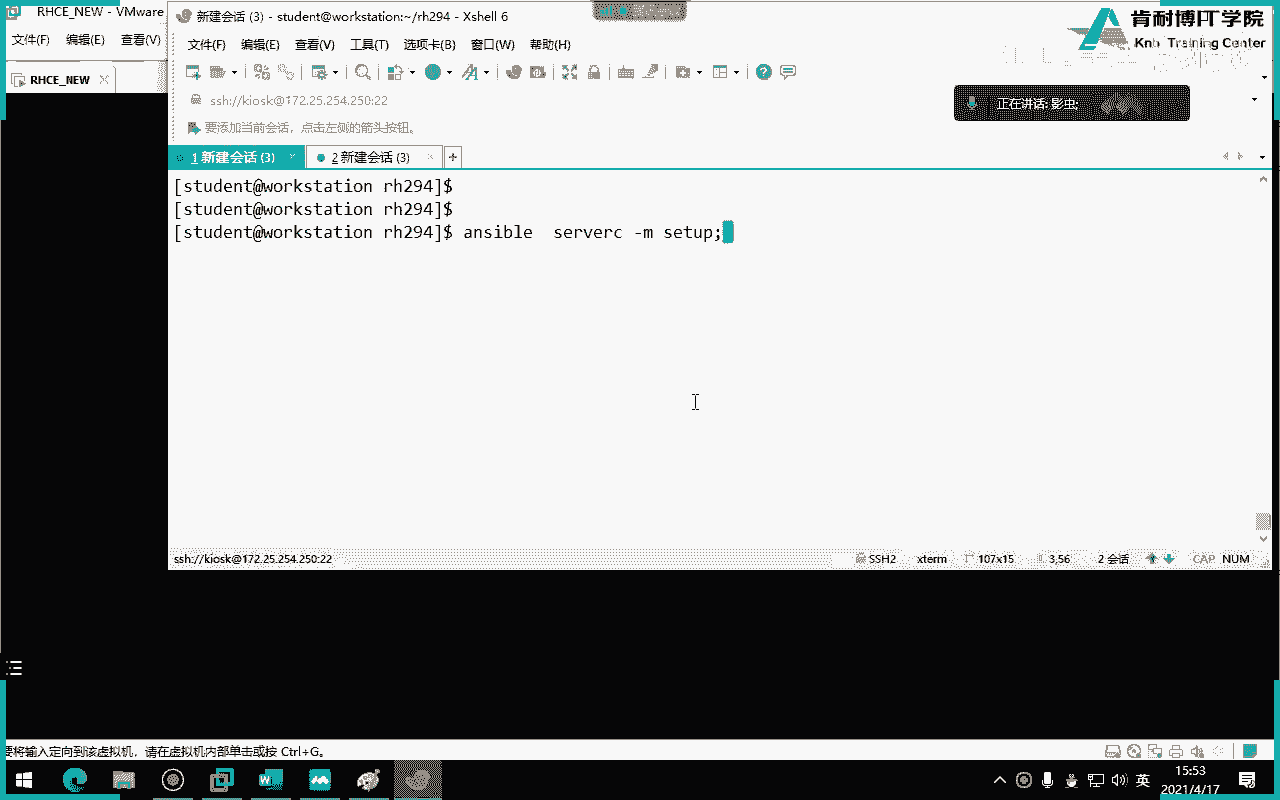 RHCE_NEW - VMware
文件(F) 编辑(E) 查看(V)
RHCE_NEW
新建会话 (3) - student@workstation:~/rh294 - Xshell 6
文件(F) 编辑(E) 查看(V) 工具(T) 选项卡(B) 窗口(W) 帮助(H)
肯耐博IT学院
Knb Training Center
ssh://kiosk@172.25.254.250:22
正在讲话: 影虫;
要添加当前会话，点击左侧的箭头按钮。
1 新建会话 (3)
2 新建会话 (3)
[student@workstation rh294]$
[student@workstation rh294]$
[student@workstation rh294]$ ansible  serverc -m setup;
ssh://kiosk@172.25.254.250:22
SSH2 xterm 107x15 3,56 2 会话 CAP NUM
要将输入定向到该虚拟机，请在虚拟机内部单击或按 Ctrl+G。
英
15:53
2021/4/17